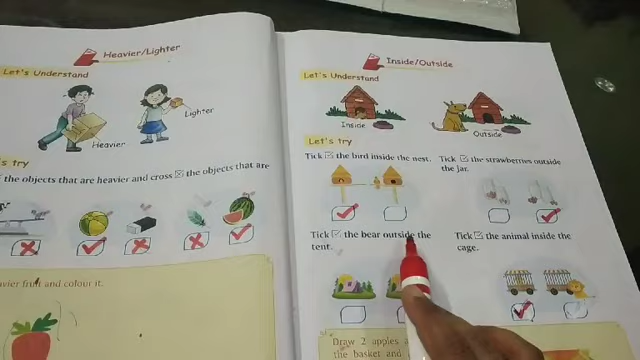 Heavier/Lighter
Let's Understand
Lighter
Heavier
's try
the objects that are heavier and cross the objects that are
vier fruit and colour it.
Inside/Outside
Let's Understand
Inside
Outside
Let's try
Tick the bird inside the nest.
Tick the strawberries outside
the jar.
Tick the bear outside the
tent.
Tick the animal inside the
cage.
Draw 2 apples
the basket and